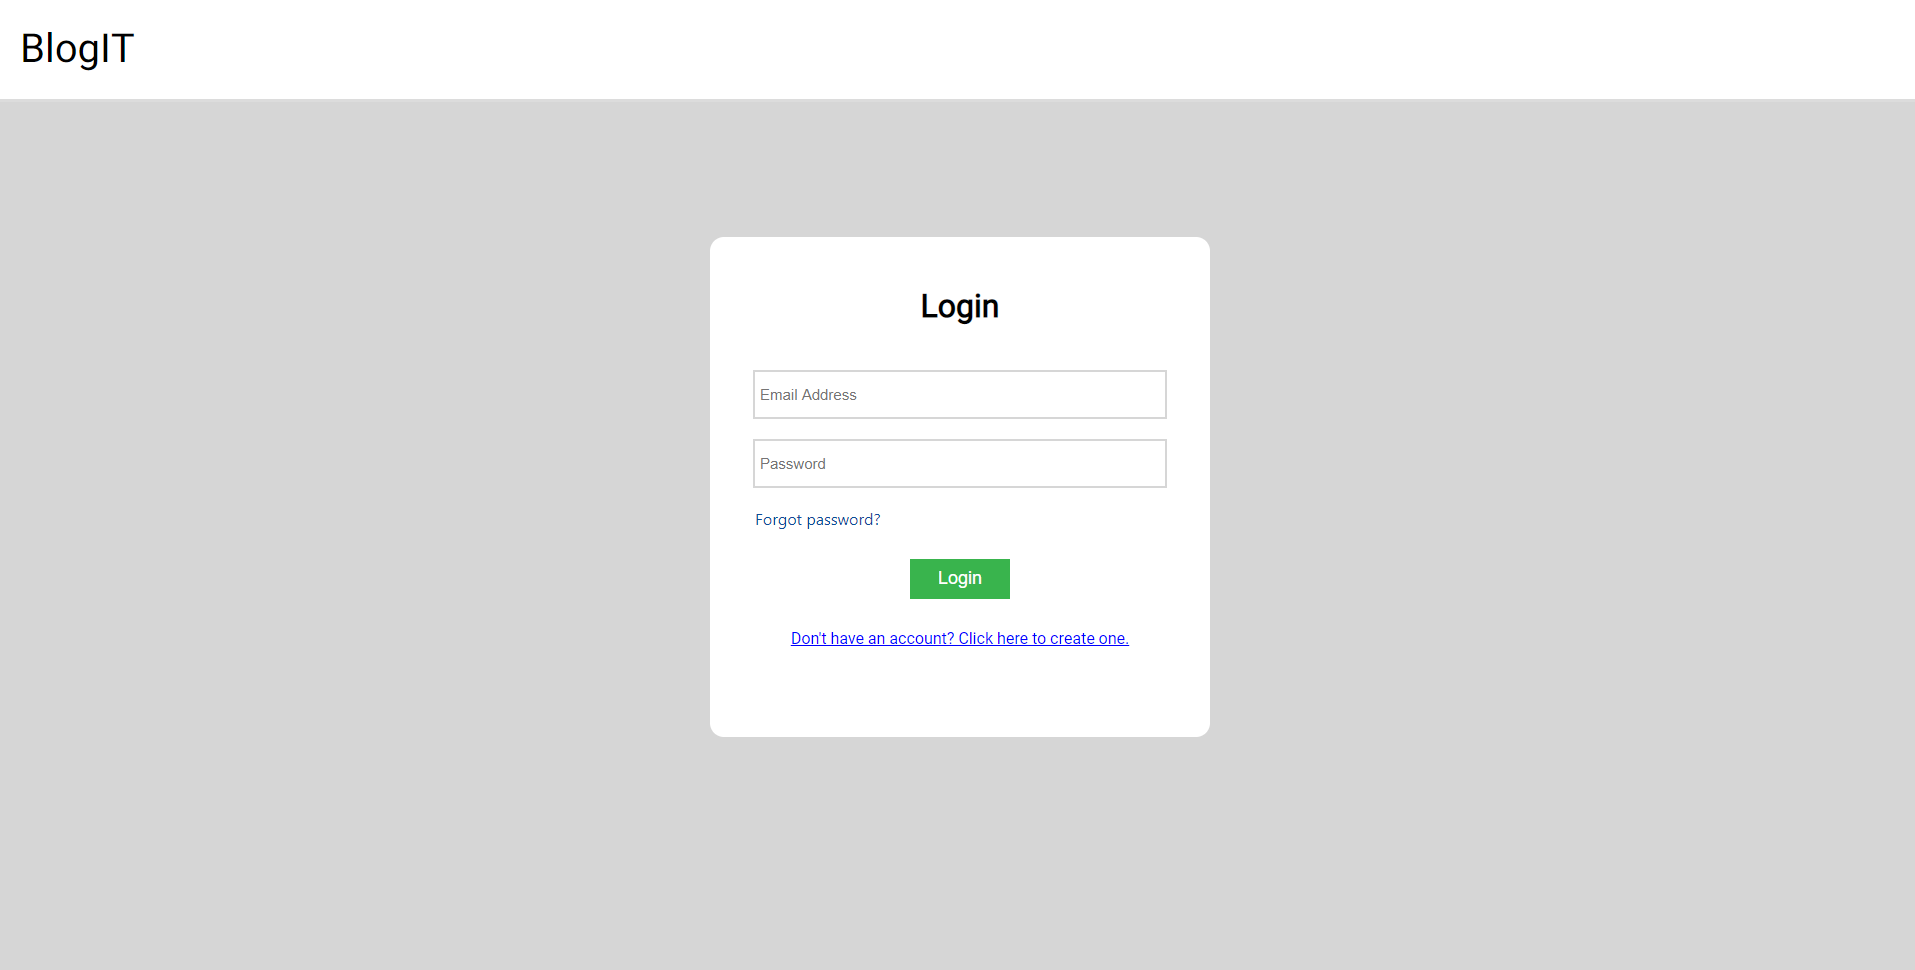 BlogIT
Login
Email Address
Password
Forgot password?
Login
Don't have an account? Click here to create one.